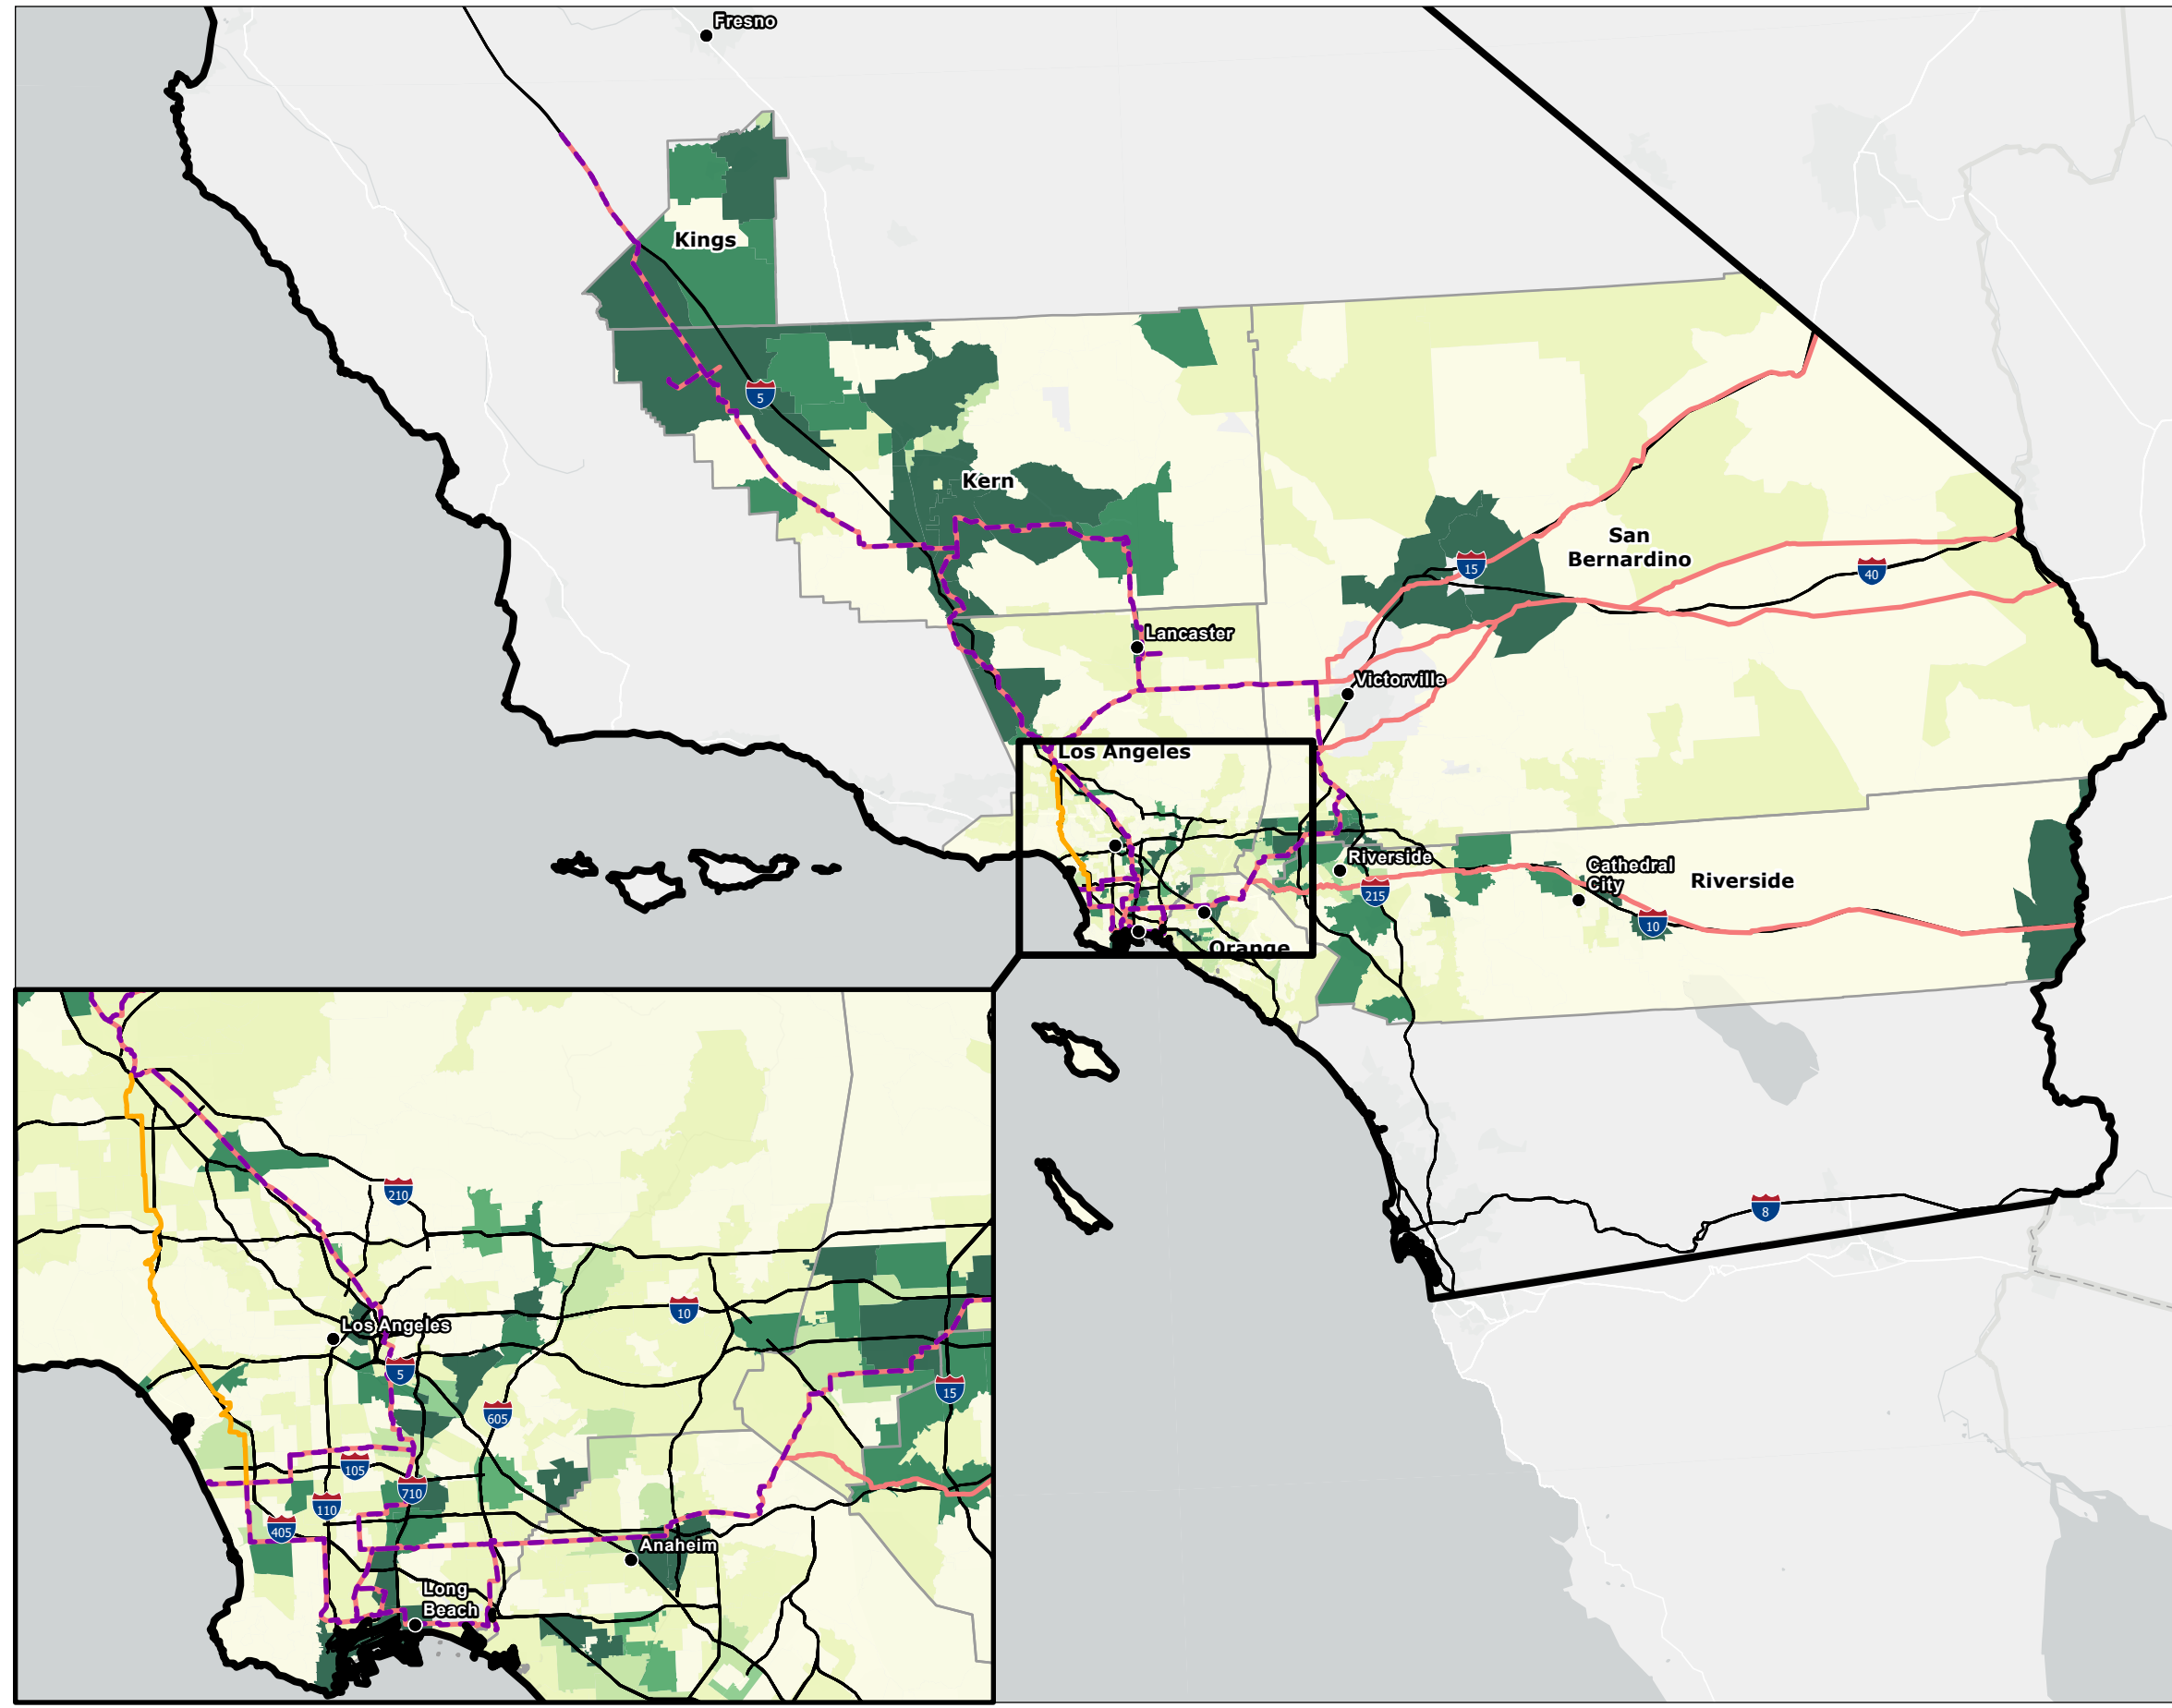 Fresno
Kings
5
Kern
San
Bernardino
15
40
Lancaster
Victorville
Los Angeles
Riverside
Cathedral
City
Riverside
215
10
Orange
8
210
10
Los Angeles
5
15
605
105
710
110
405
Anaheim
Long
Beach